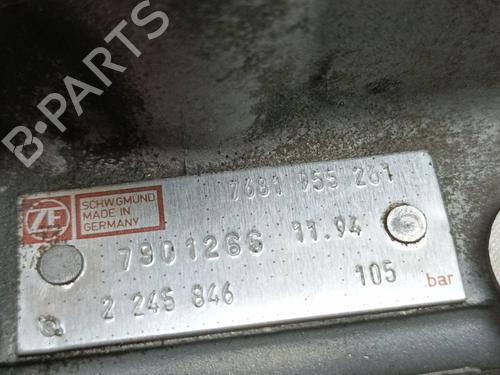 B-PARTS
7681 955 261
ZF
SCHW.GMÜND
MADE IN
GERMANY
7901266 11.94
2 245 846 105 bar